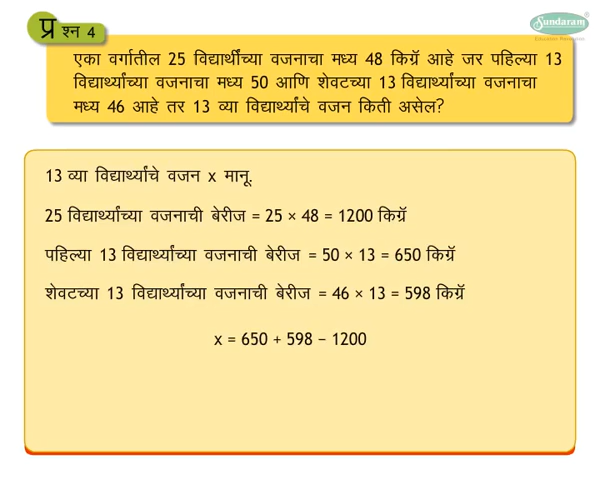 प्रश्न 4
Sundaram
एका वर्गातील 25 विद्यार्थींच्या वजनाचा मध्य 48 किग्रॅ आहे जर पहिल्या 13
विद्यार्थ्यांच्या वजनाचा मध्य 50 आणि शेवटच्या 13 विद्यार्थ्यांच्या वजनाचा
मध्य 46 आहे तर 13 व्या विद्यार्थ्यांचे वजन किती असेल?
13 व्या विद्यार्थ्यांचे वजन x मानू.
25 विद्यार्थ्यांच्या वजनाची बेरीज = 25 × 48 = 1200 किग्रॅ
पहिल्या 13 विद्यार्थ्यांच्या वजनाची बेरीज = 50 × 13 = 650 किग्रॅ
शेवटच्या 13 विद्यार्थ्यांच्या वजनाची बेरीज = 46 × 13 = 598 किग्रॅ
x = 650 + 598 – 1200